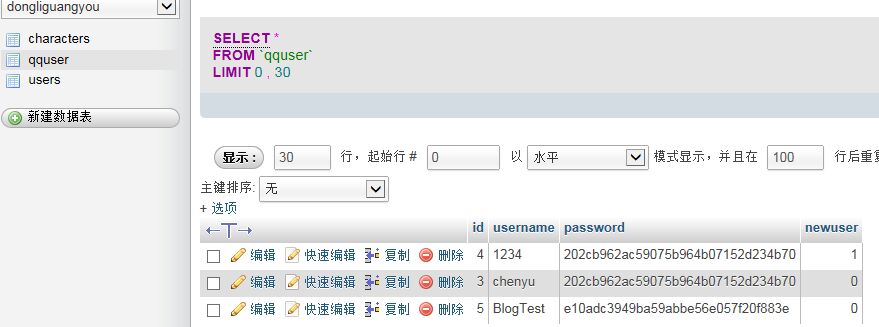 dongliguangyou
characters
qquser
users
新建数据表
SELECT *
FROM `qquser`
LIMIT 0 , 30
显示 : 30 行，起始行 # 0 以 水平 模式显示，并且在 100 行后重复
主键排序: 无
+ 选项
←T→ id username password newuser
编辑 快速编辑 复制 删除 4 1234 202cb962ac59075b964b07152d234b70 1
编辑 快速编辑 复制 删除 3 chenyu 202cb962ac59075b964b07152d234b70 0
编辑 快速编辑 复制 删除 5 BlogTest e10adc3949ba59abbe56e057f20f883e 0